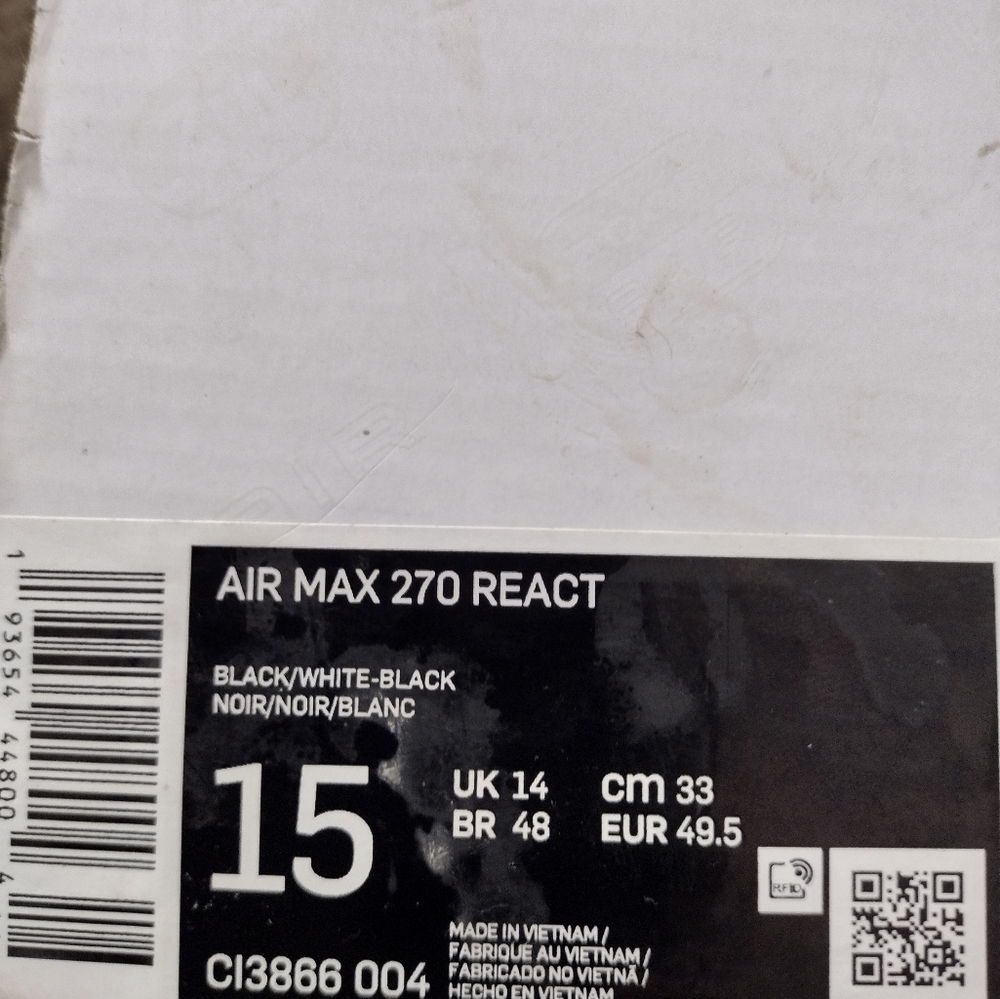 AIR MAX 270 REACT
BLACK/WHITE-BLACK
NOIR/NOIR/BLANC
15
UK 14 cm 33
BR 48 EUR 49.5
RFID
CI3866 004
MADE IN VIETNAM /
FABRIQUE AU VIETNAM /
FABRICADO NO VIETNÃ /
HECHO EN VIETNAM
1 93654 44800 4